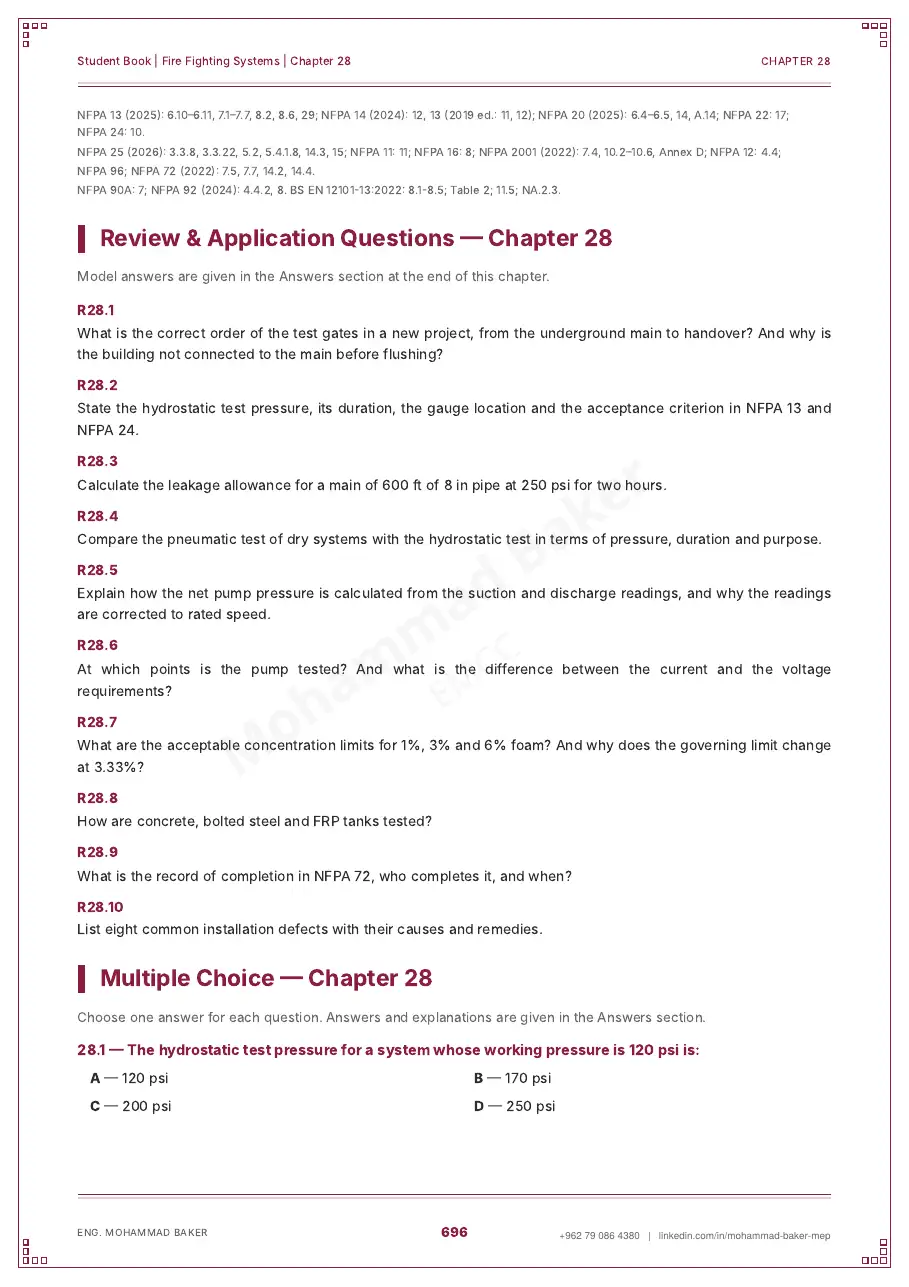 Student Book | Fire Fighting Systems | Chapter 28
CHAPTER 28
NFPA 13 (2025): 6.10–6.11, 7.1–7.7, 8.2, 8.6, 29; NFPA 14 (2024): 12, 13 (2019 ed.: 11, 12); NFPA 20 (2025): 6.4–6.5, 14, A.14; NFPA 22: 17;
NFPA 24: 10.
NFPA 25 (2026): 3.3.8, 3.3.22, 5.2, 5.4.1.8, 14.3, 15; NFPA 11: 11; NFPA 16: 8; NFPA 2001 (2022): 7.4, 10.2–10.6, Annex D; NFPA 12: 4.4;
NFPA 96; NFPA 72 (2022): 7.5, 7.7, 14.2, 14.4.
NFPA 90A: 7; NFPA 92 (2024): 4.4.2, 8. BS EN 12101-13:2022: 8.1-8.5; Table 2; 11.5; NA.2.3.
Review & Application Questions — Chapter 28
Model answers are given in the Answers section at the end of this chapter.
R28.1
What is the correct order of the test gates in a new project, from the underground main to handover? And why is
the building not connected to the main before flushing?
R28.2
State the hydrostatic test pressure, its duration, the gauge location and the acceptance criterion in NFPA 13 and
NFPA 24.
R28.3
Calculate the leakage allowance for a main of 600 ft of 8 in pipe at 250 psi for two hours.
R28.4
Compare the pneumatic test of dry systems with the hydrostatic test in terms of pressure, duration and purpose.
R28.5
Explain how the net pump pressure is calculated from the suction and discharge readings, and why the readings
are corrected to rated speed.
R28.6
At which points is the pump tested? And what is the difference between the current and the voltage
requirements?
R28.7
What are the acceptable concentration limits for 1%, 3% and 6% foam? And why does the governing limit change
at 3.33%?
R28.8
How are concrete, bolted steel and FRP tanks tested?
R28.9
What is the record of completion in NFPA 72, who completes it, and when?
R28.10
List eight common installation defects with their causes and remedies.
Multiple Choice — Chapter 28
Choose one answer for each question. Answers and explanations are given in the Answers section.
28.1 — The hydrostatic test pressure for a system whose working pressure is 120 psi is:
A — 120 psi
B — 170 psi
C — 200 psi
D — 250 psi
Mohammad Baker
ENG. MOHAMMAD BAKER
696
+962 79 086 4380 | linkedin.com/in/mohammad-baker-mep